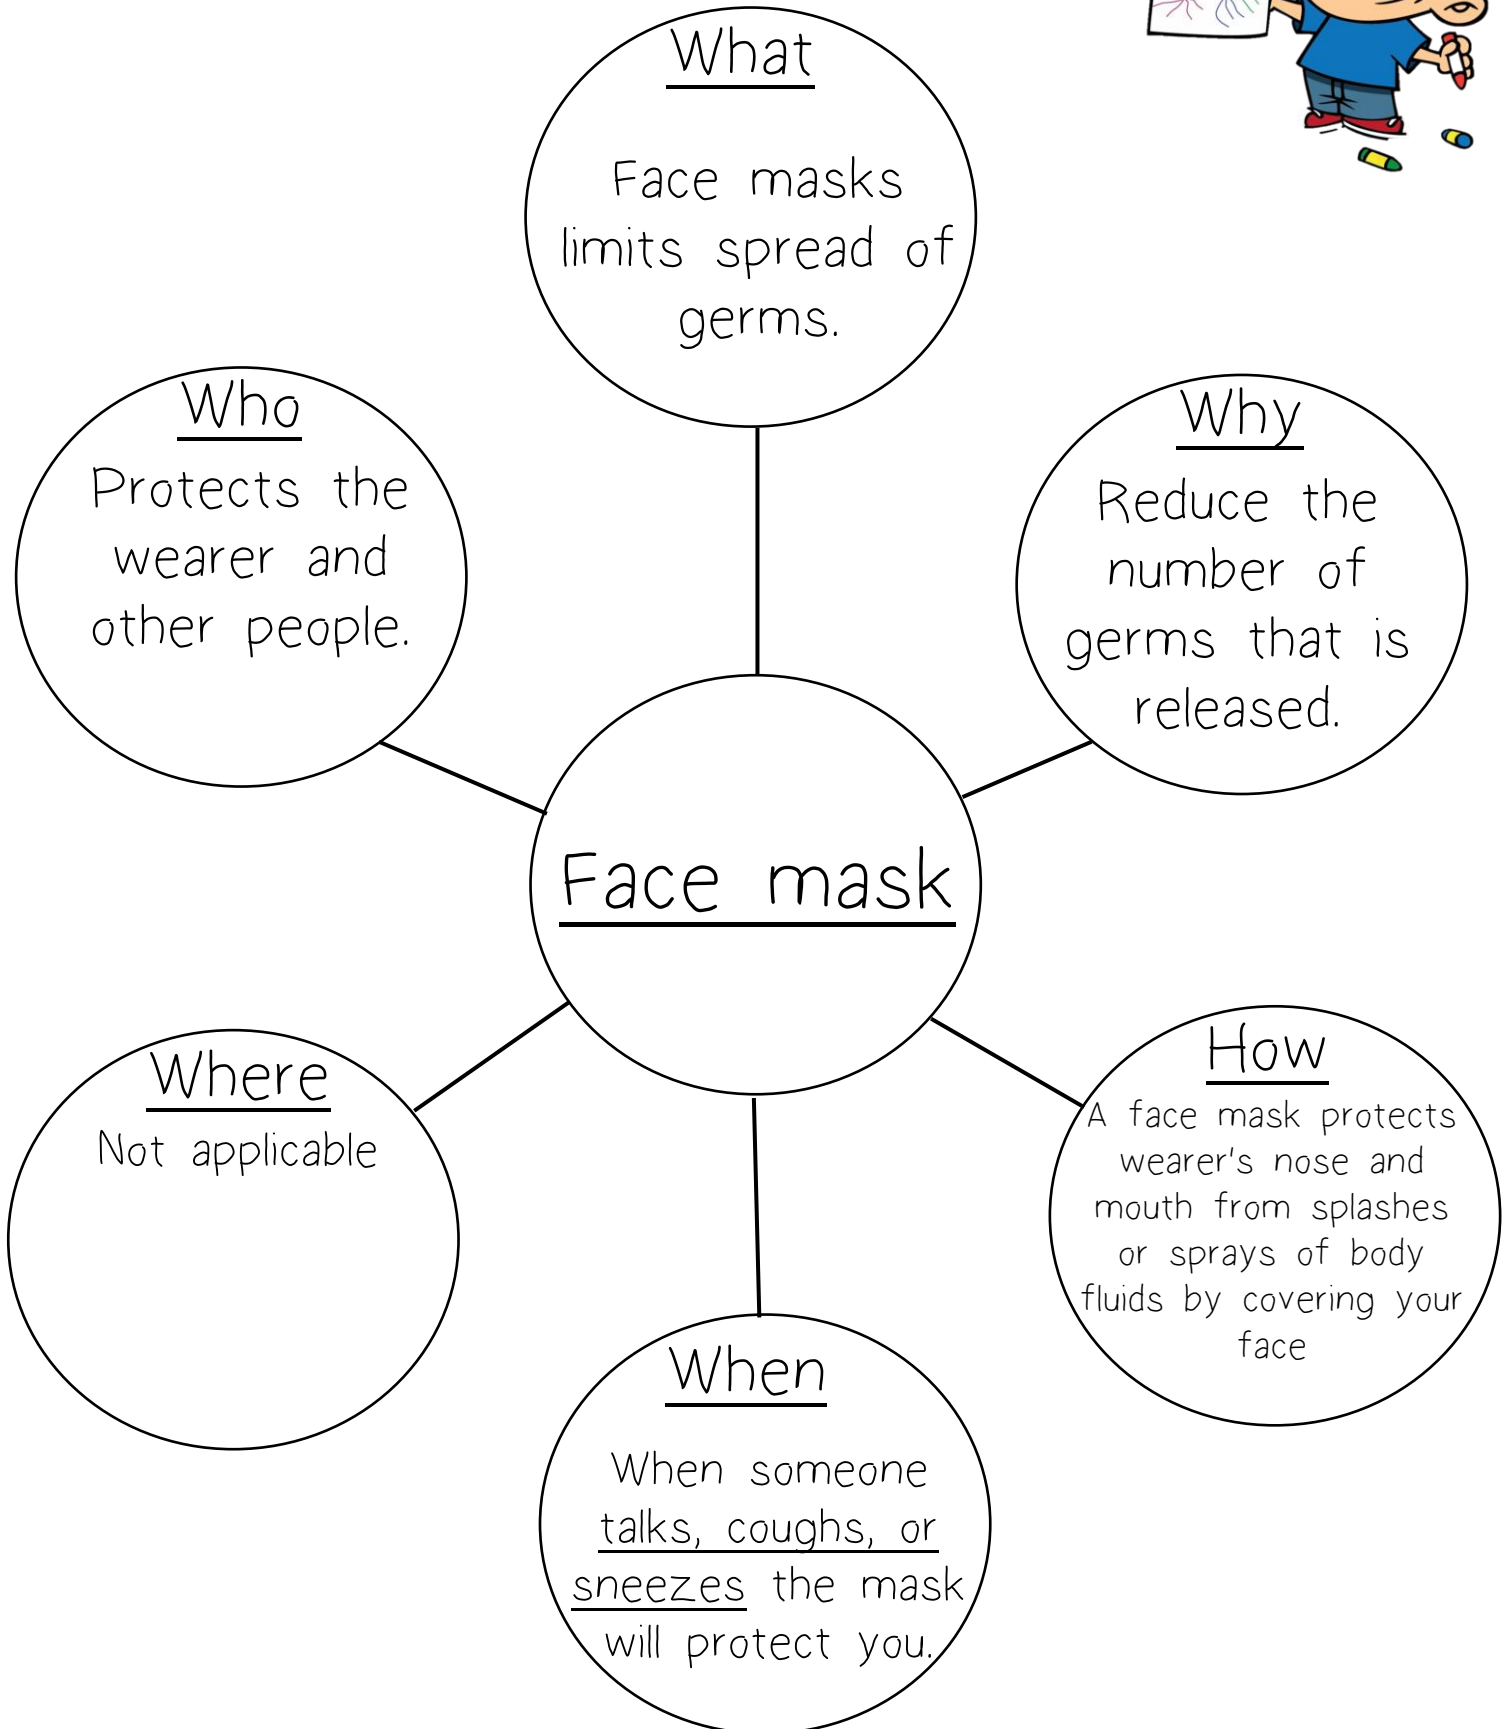 What
Face masks
limits spread of
germs.
Who
Protects the
wearer and
other people.
Why
Reduce the
number of
germs that is
released.
Face mask
Where
Not applicable
How
A face mask protects
wearer's nose and
mouth from splashes
or sprays of body
fluids by covering your
face
When
When someone
talks, coughs, or
sneezes the mask
will protect you.